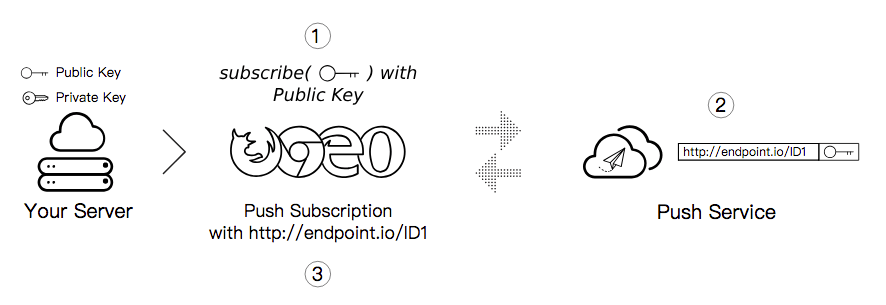 Public Key
Private Key
Your Server
1
subscribe( ) with
Public Key
Push Subscription
with http://endpoint.io/ID1
3
2
http://endpoint.io/ID1
Push Service